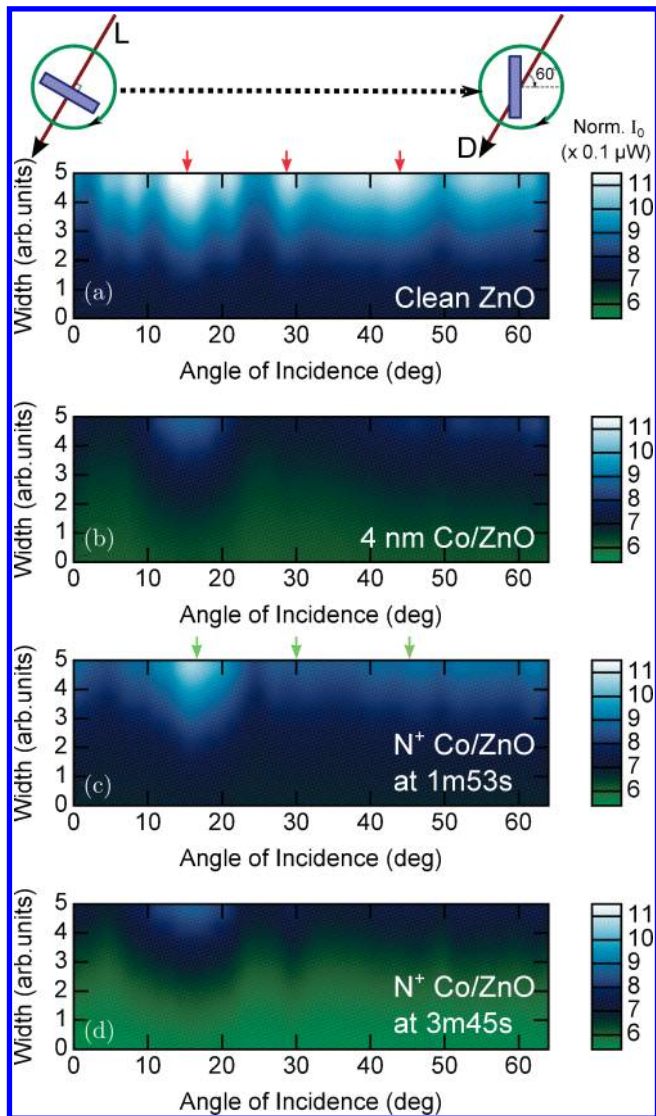 L
60°
D
Norm. I₀
(x 0.1 µW)
5
4
3
2
1
0
Width (arb.units)
(a)
Clean ZnO
11
10
9
8
7
6
0 10 20 30 40 50 60
Angle of Incidence (deg)
5
4
3
2
1
0
Width (arb.units)
(b)
4 nm Co/ZnO
11
10
9
8
7
6
0 10 20 30 40 50 60
Angle of Incidence (deg)
5
4
3
2
1
0
Width (arb.units)
(c)
N⁺ Co/ZnO
at 1m53s
11
10
9
8
7
6
0 10 20 30 40 50 60
Angle of Incidence (deg)
5
4
3
2
1
0
Width (arb.units)
(d)
N⁺ Co/ZnO
at 3m45s
11
10
9
8
7
6
0 10 20 30 40 50 60
Angle of Incidence (deg)